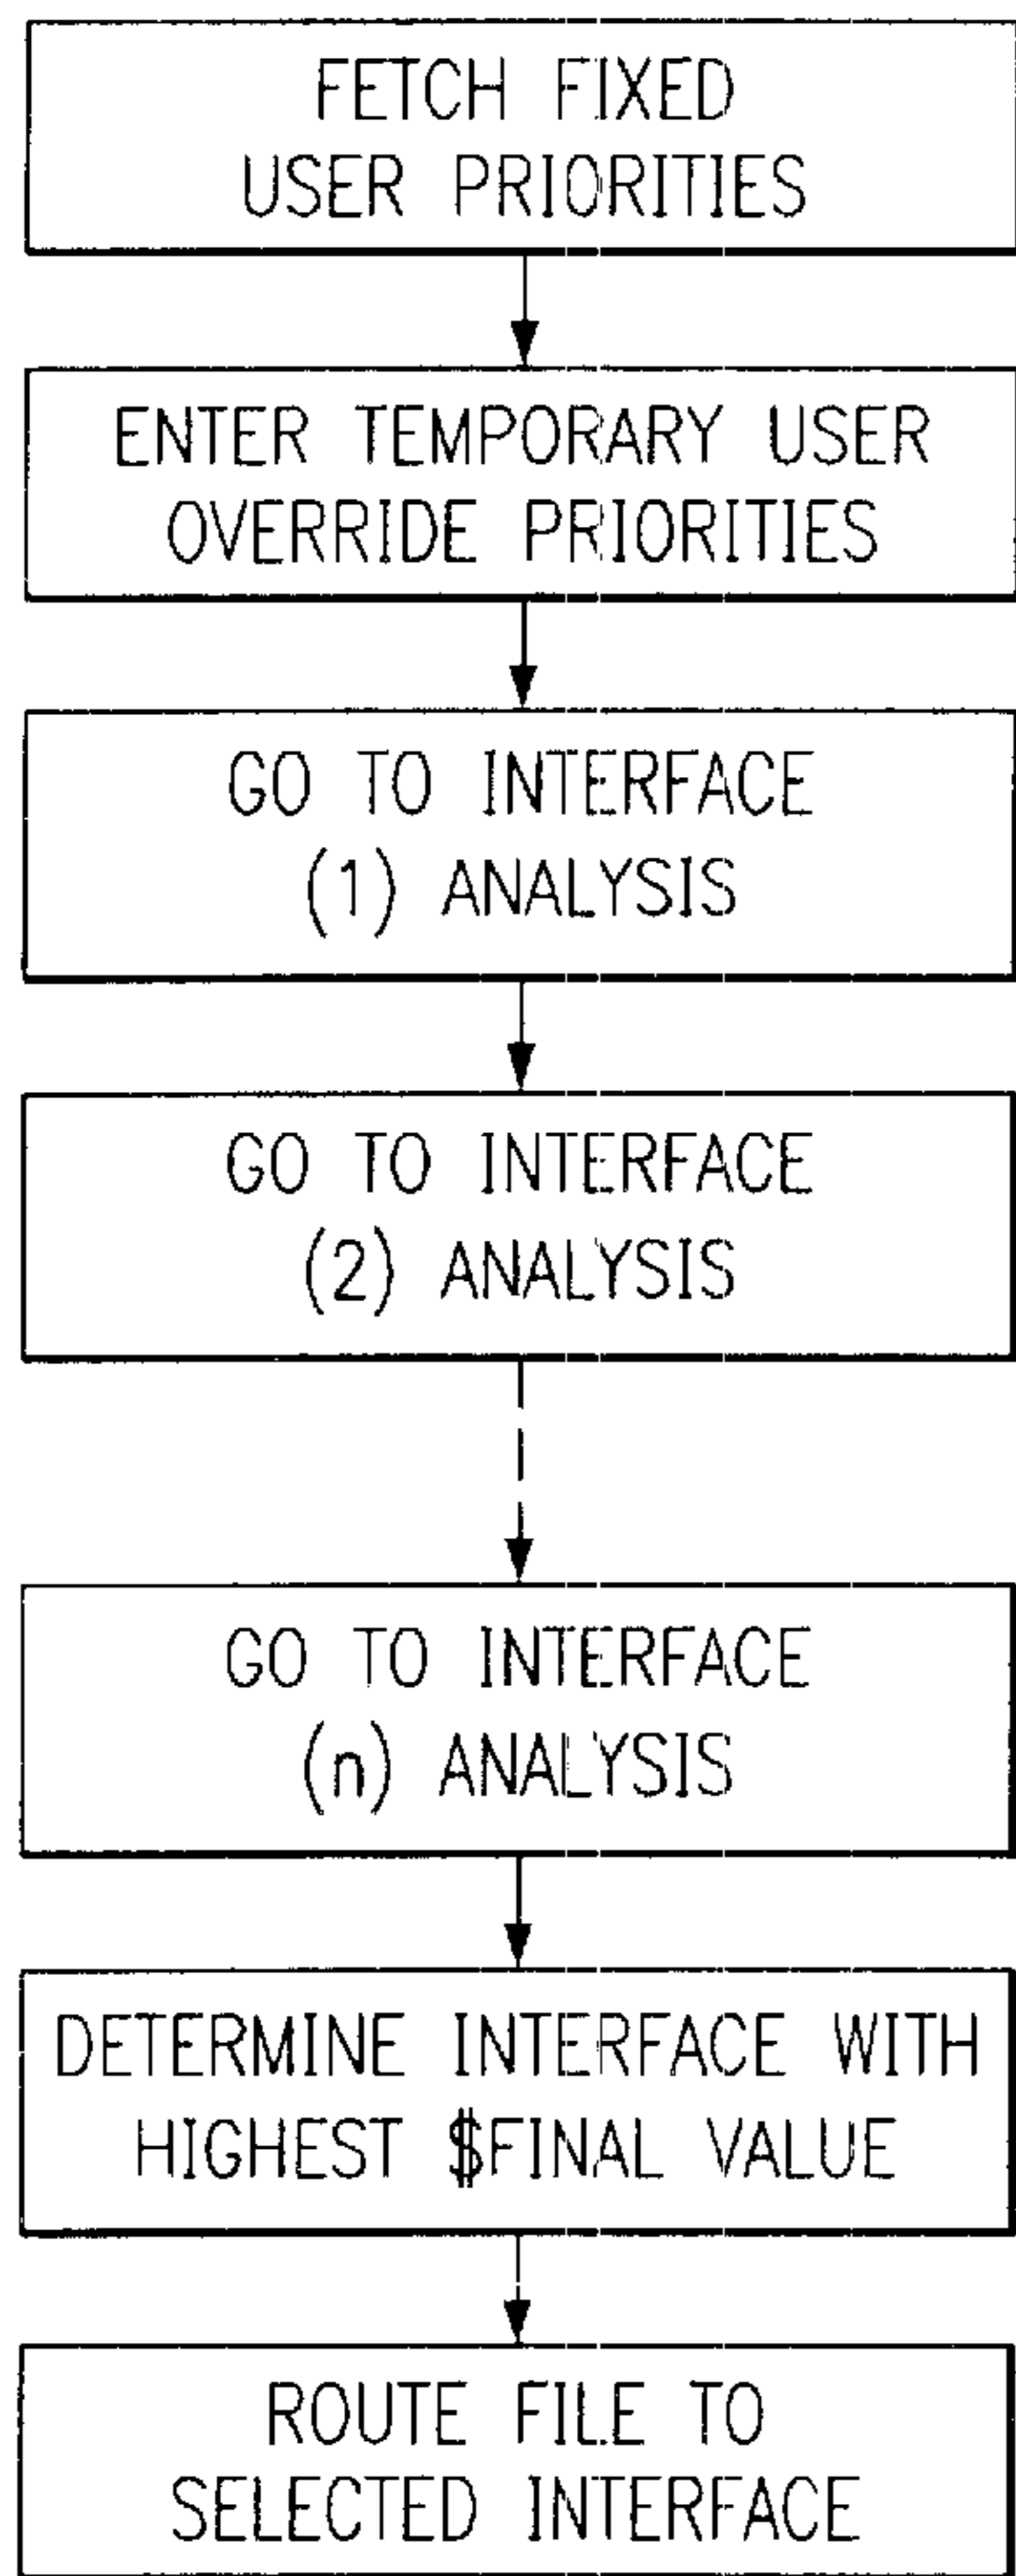 FETCH FIXED
USER PRIORITIES
ENTER TEMPORARY USER
OVERRIDE PRIORITIES
GO TO INTERFACE
(1) ANALYSIS
GO TO INTERFACE
(2) ANALYSIS
GO TO INTERFACE
(n) ANALYSIS
DETERMINE INTERFACE WITH
HIGHEST $FINAL VALUE
ROUTE FILE TO
SELECTED INTERFACE